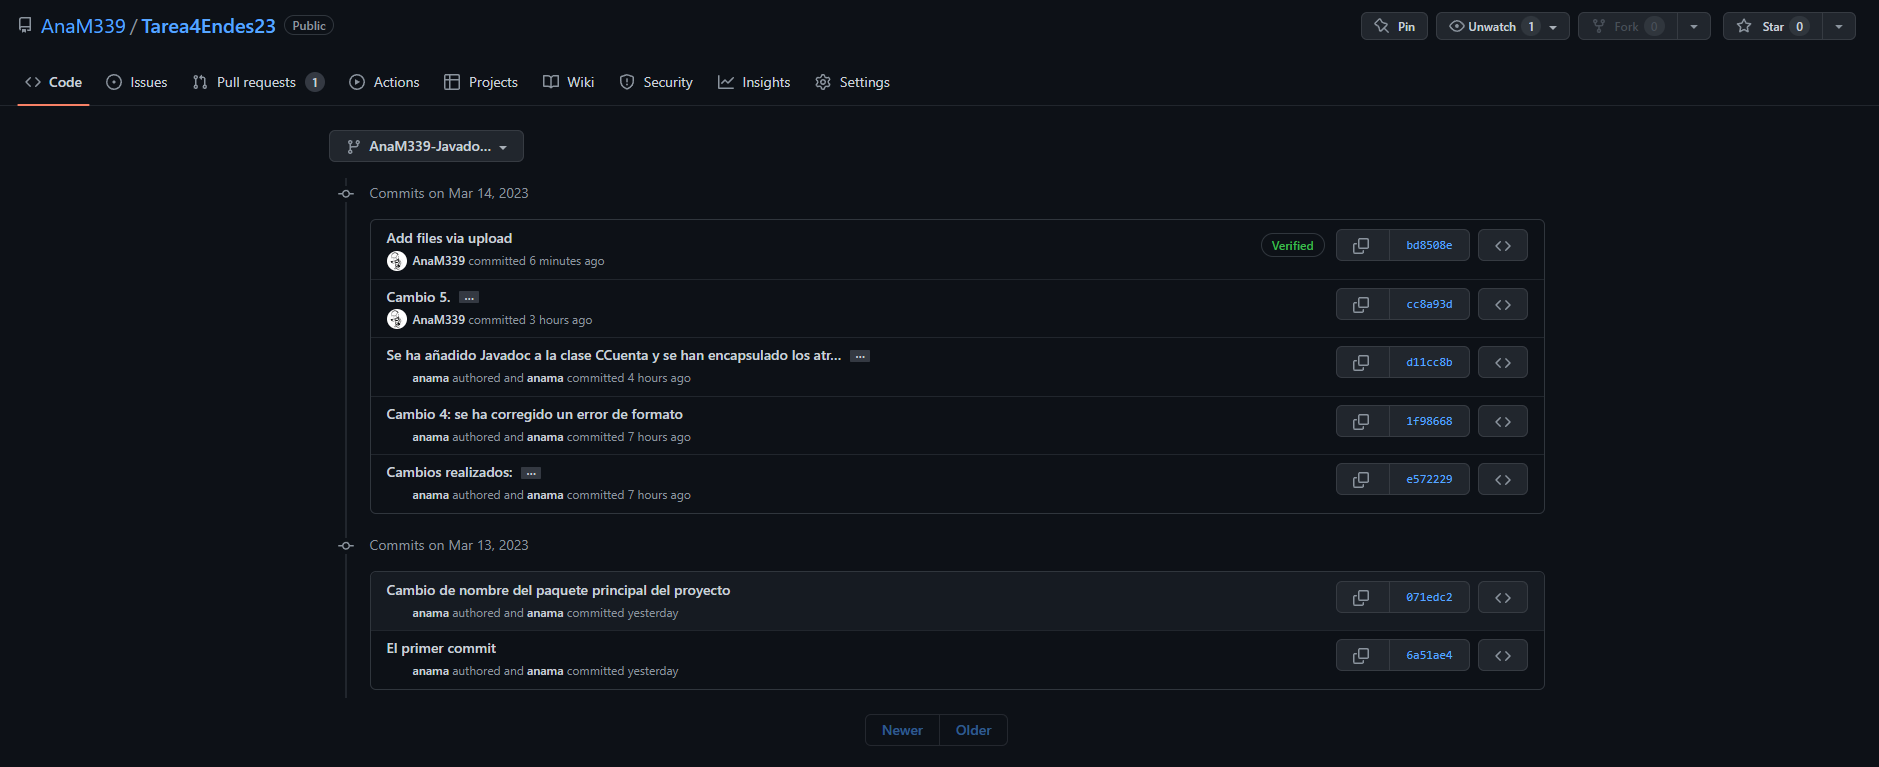 AnaM339 / Tarea4Endes23 Public
Pin Unwatch 1 Fork 0 Star 0
Code Issues Pull requests 1 Actions Projects Wiki Security Insights Settings
AnaM339-Javado...
Commits on Mar 14, 2023
Add files via upload
AnaM339 committed 6 minutes ago
Verified bd8508e
Cambio 5. ...
AnaM339 committed 3 hours ago
cc8a93d
Se ha añadido Javadoc a la clase CCuenta y se han encapsulado los atr... ...
anama authored and anama committed 4 hours ago
d11cc8b
Cambio 4: se ha corregido un error de formato
anama authored and anama committed 7 hours ago
1f98668
Cambios realizados: ...
anama authored and anama committed 7 hours ago
e572229
Commits on Mar 13, 2023
Cambio de nombre del paquete principal del proyecto
anama authored and anama committed yesterday
071edc2
El primer commit
anama authored and anama committed yesterday
6a51ae4
Newer Older